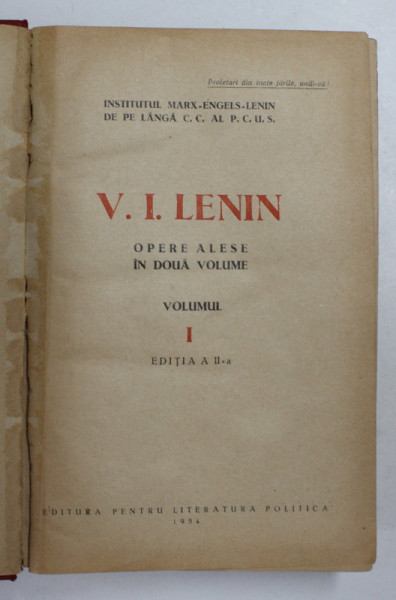 Proletari din toate țările, uniți-vă!
INSTITUTUL MARX-ENGELS-LENIN
DE PE LÂNGĂ C.C. AL P.C.U.S.
V. I. LENIN
OPERE ALESE
ÎN DOUĂ VOLUME
VOLUMUL
I
EDIȚIA A II-a
EDITURA PENTRU LITERATURA POLITICA
1954